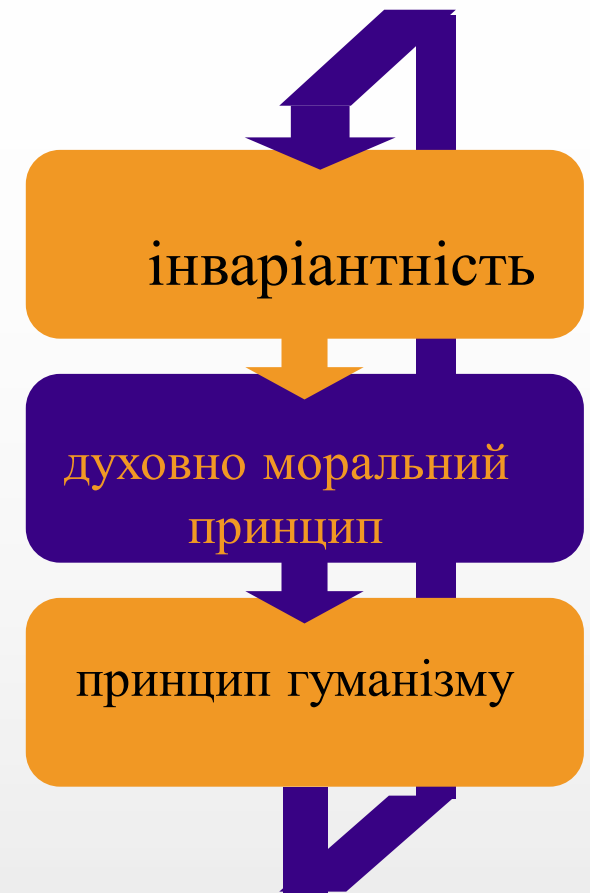 інваріантність
духовно моральний
принцип
принцип гуманізму